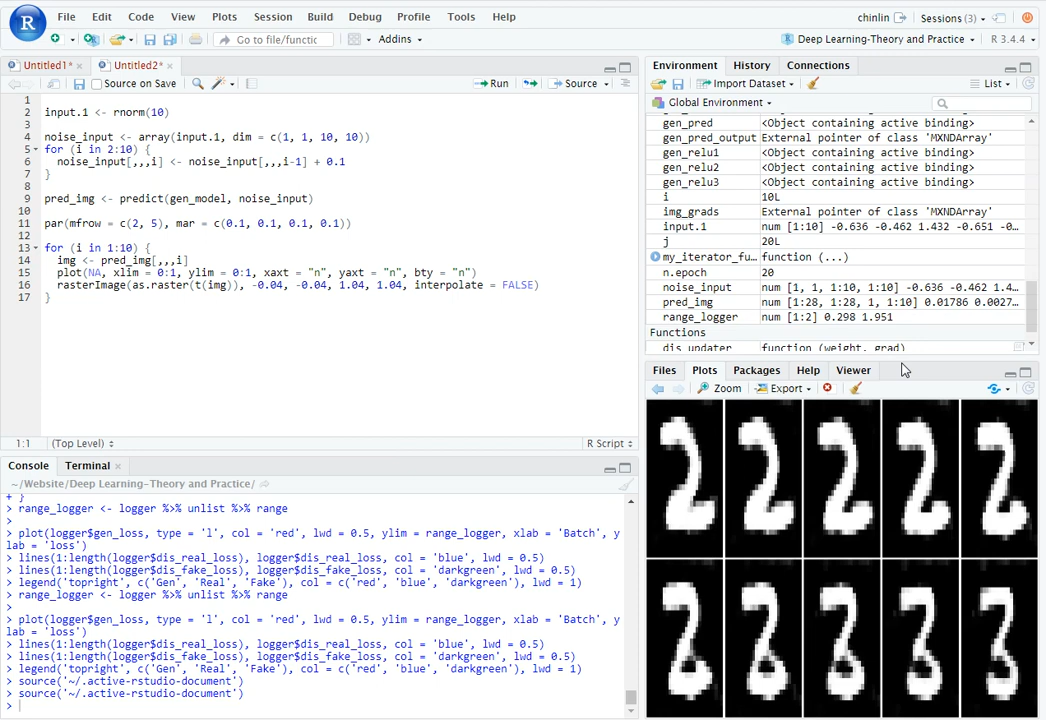 File Edit Code View Plots Session Build Debug Profile Tools Help
chinlin Sessions (3)
Go to file/functic Addins
Deep Learning-Theory and Practice R 3.4.4
Untitled1* × Untitled2* ×
Source on Save Run Source
1
2 input.1 <- rnorm(10)
3
4 noise_input <- array(input.1, dim = c(1, 1, 10, 10))
5 for (i in 2:10) {
6 noise_input[,,,i] <- noise_input[,,,i-1] + 0.1
7 }
8
9 pred_img <- predict(gen_model, noise_input)
10
11 par(mfrow = c(2, 5), mar = c(0.1, 0.1, 0.1, 0.1))
12
13 for (i in 1:10) {
14 img <- pred_img[,,,i]
15 plot(NA, xlim = 0:1, ylim = 0:1, xaxt = "n", yaxt = "n", bty = "n")
16 rasterImage(as.raster(t(img)), -0.04, -0.04, 1.04, 1.04, interpolate = FALSE)
17 }
1:1 (Top Level) R Script
Console Terminal ×
~/Website/Deep Learning-Theory and Practice/
+ }
> range_logger <- logger %>% unlist %>% range
>
> plot(logger$gen_loss, type = 'l', col = 'red', lwd = 0.5, ylim = range_logger, xlab = 'Batch', y
lab = 'loss')
> lines(1:length(logger$dis_real_loss), logger$dis_real_loss, col = 'blue', lwd = 0.5)
> lines(1:length(logger$dis_fake_loss), logger$dis_fake_loss, col = 'darkgreen', lwd = 0.5)
> legend('topright', c('Gen', 'Real', 'Fake'), col = c('red', 'blue', 'darkgreen'), lwd = 1)
> range_logger <- logger %>% unlist %>% range
>
> plot(logger$gen_loss, type = 'l', col = 'red', lwd = 0.5, ylim = range_logger, xlab = 'Batch', y
lab = 'loss')
> lines(1:length(logger$dis_real_loss), logger$dis_real_loss, col = 'blue', lwd = 0.5)
> lines(1:length(logger$dis_fake_loss), logger$dis_fake_loss, col = 'darkgreen', lwd = 0.5)
> legend('topright', c('Gen', 'Real', 'Fake'), col = c('red', 'blue', 'darkgreen'), lwd = 1)
> source('~/.active-rstudio-document')
> source('~/.active-rstudio-document')
>
Environment History Connections
Import Dataset List
Global Environment
gen_pred <Object containing active binding>
gen_pred_output External pointer of class 'MXNDArray'
gen_relu1 <Object containing active binding>
gen_relu2 <Object containing active binding>
gen_relu3 <Object containing active binding>
i 10L
img_grads External pointer of class 'MXNDArray'
input.1 num [1:10] -0.636 -0.462 1.432 -0.651 -0…
j 20L
my_iterator_fu… function (...)
n.epoch 20
noise_input num [1, 1, 1:10, 1:10] -0.636 -0.462 1.4…
pred_img num [1:28, 1:28, 1, 1:10] 0.01786 0.0027…
range_logger num [1:2] 0.298 1.951
Functions
dis_updater function (weight, grad)
Files Plots Packages Help Viewer
Zoom Export